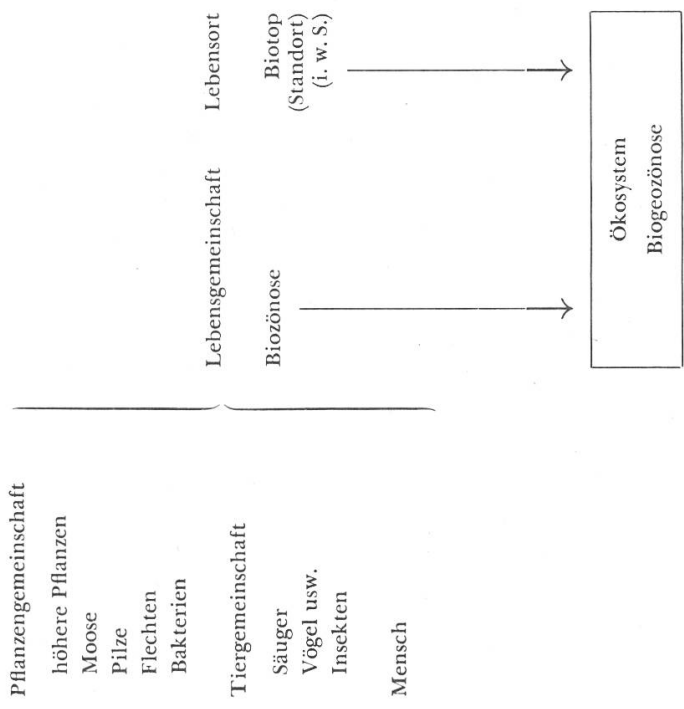 Pflanzengemeinschaft
höhere Pflanzen
Moose
Pilze
Flechten
Bakterien
Tiergemeinschaft
Säuger
Vögel usw.
Insekten
Mensch
Lebensgemeinschaft
Biozönose
Lebensort
Biotop
(Standort)
(i. w. S.)
Ökosystem
Biogeozönose